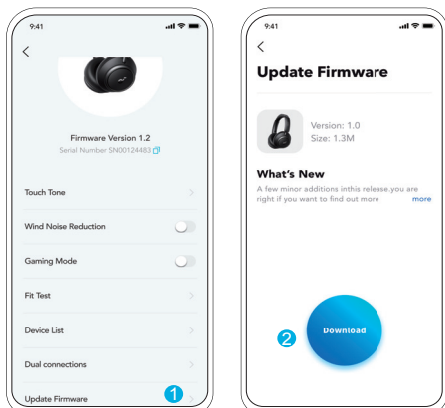 9:41
Firmware Version 1.2
Serial Number SN00124483
Touch Tone
Wind Noise Reduction
Gaming Mode
Fit Test
Device List
Dual connections
Update Firmware
1
9:41
Update Firmware
Version: 1.0
Size: 1.3M
What's New
A few minor additions inthis relesse.you are
right if you want to find out more more
Download
2